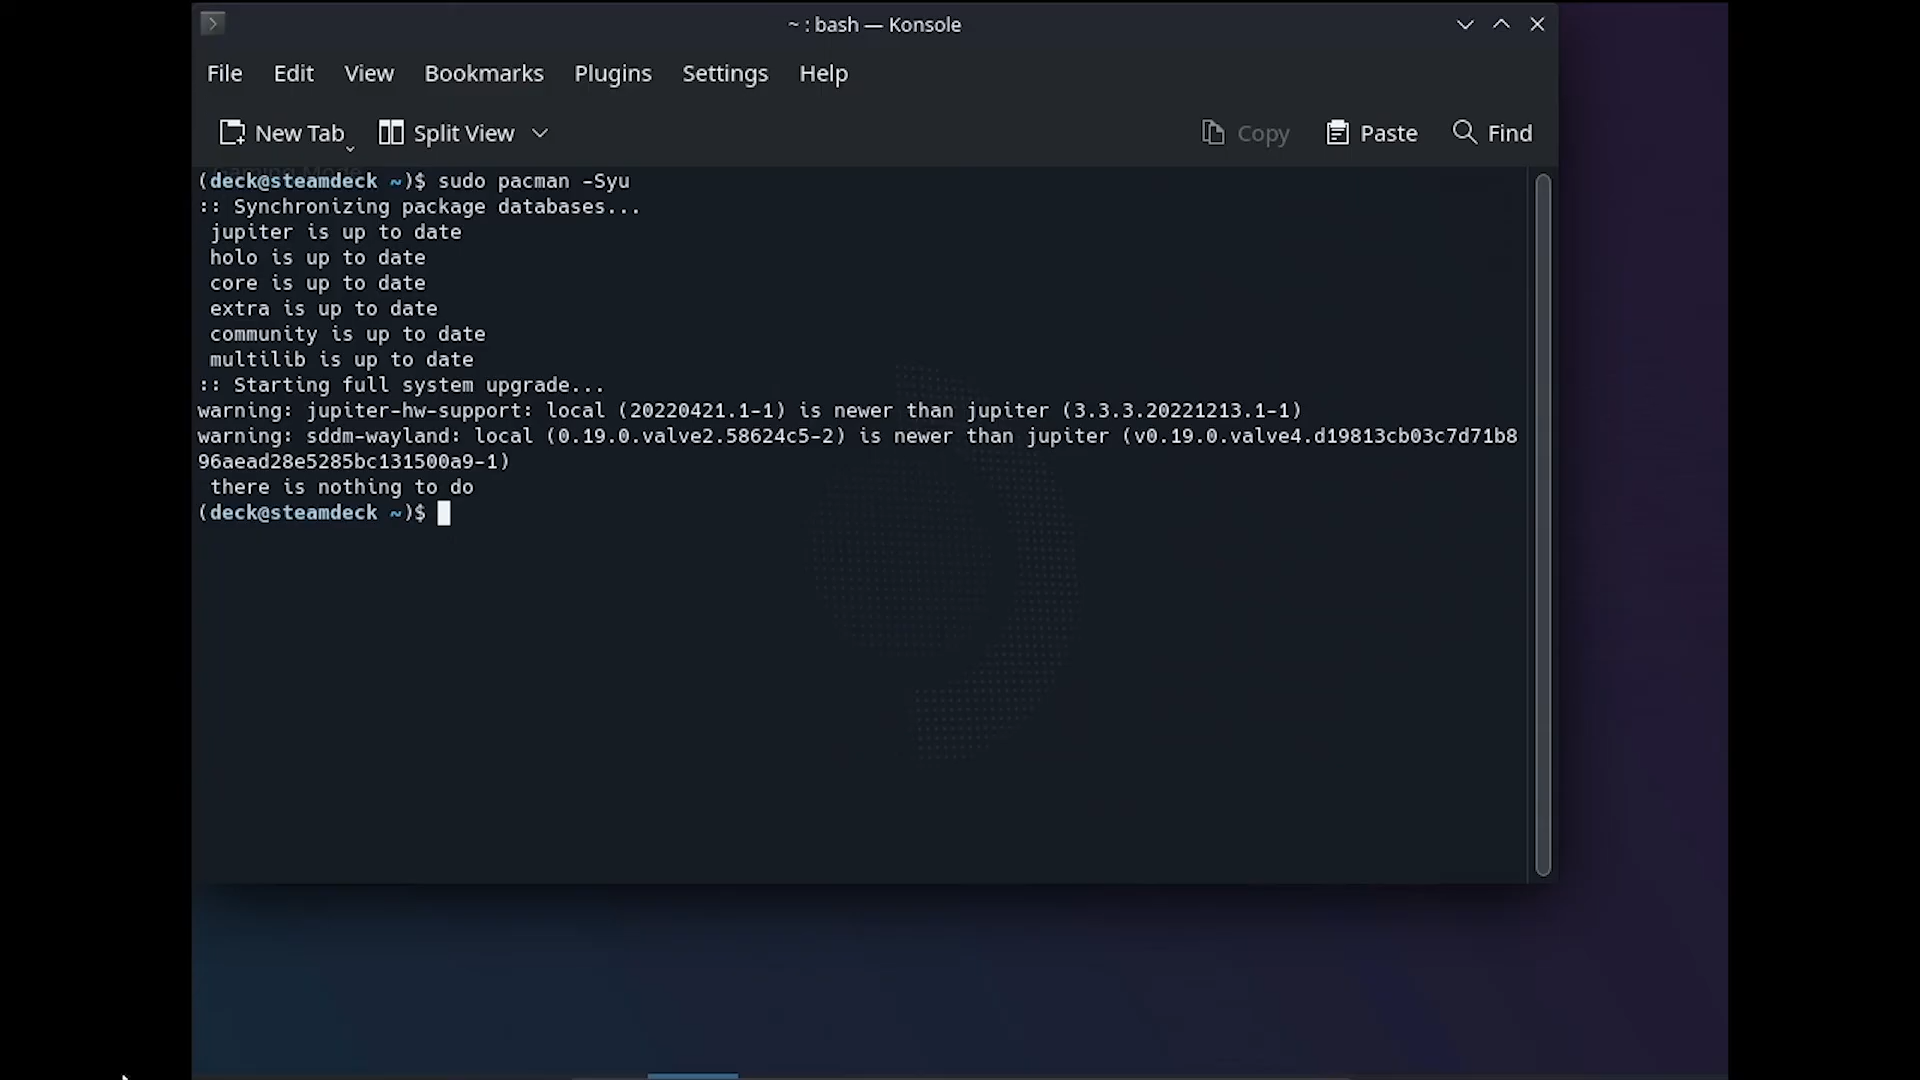 ~ : bash — Konsole
File Edit View Bookmarks Plugins Settings Help
New Tab Split View Copy Paste Find
(deck@steamdeck ~)$ sudo pacman -Syu
:: Synchronizing package databases...
jupiter is up to date
holo is up to date
core is up to date
extra is up to date
community is up to date
multilib is up to date
:: Starting full system upgrade...
warning: jupiter-hw-support: local (20220421.1-1) is newer than jupiter (3.3.3.20221213.1-1)
warning: sddm-wayland: local (0.19.0.valve2.58624c5-2) is newer than jupiter (v0.19.0.valve4.d19813cb03c7d71b8
96aead28e5285bc131500a9-1)
there is nothing to do
(deck@steamdeck ~)$